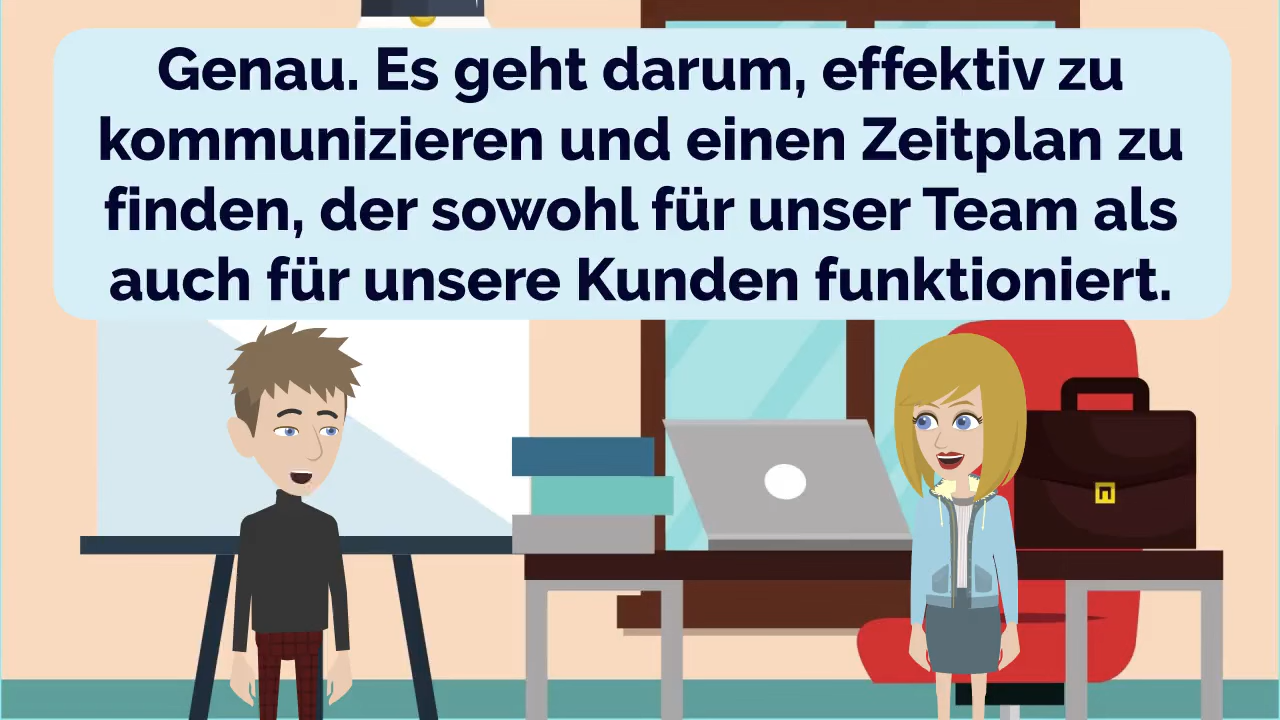 Genau. Es geht darum, effektiv zu
kommunizieren und einen Zeitplan zu
finden, der sowohl für unser Team als
auch für unsere Kunden funktioniert.